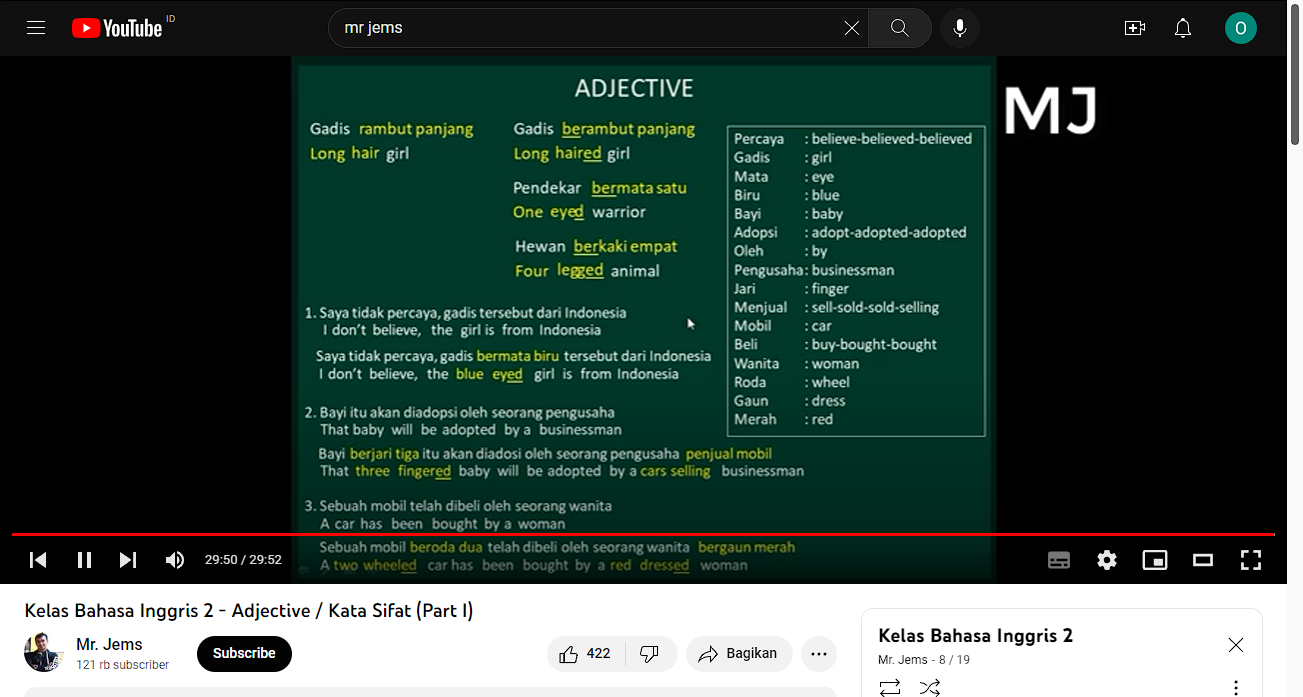 YouTube ID
mr jems
O
ADJECTIVE
MJ
Gadis rambut panjang
Long hair girl
Gadis berambut panjang
Long haired girl
Pendekar bermata satu
One eyed warrior
Hewan berkaki empat
Four legged animal
Percaya : believe-believed-believed
Gadis : girl
Mata : eye
Biru : blue
Bayi : baby
Adopsi : adopt-adopted-adopted
Oleh : by
Pengusaha: businessman
Jari : finger
Menjual : sell-sold-sold-selling
Mobil : car
Beli : buy-bought-bought
Wanita : woman
Roda : wheel
Gaun : dress
Merah : red
1. Saya tidak percaya, gadis tersebut dari Indonesia
I don't believe, the girl is from Indonesia
Saya tidak percaya, gadis bermata biru tersebut dari Indonesia
I don't believe, the blue eyed girl is from Indonesia
2. Bayi itu akan diadopsi oleh seorang pengusaha
That baby will be adopted by a businessman
Bayi berjari tiga itu akan diadosi oleh seorang pengusaha penjual mobil
That three fingered baby will be adopted by a cars selling businessman
3. Sebuah mobil telah dibeli oleh seorang wanita
A car has been bought by a woman
Sebuah mobil beroda dua telah dibeli oleh seorang wanita bergaun merah
A two wheeled car has been bought by a red dressed woman
29:50 / 29:52
Kelas Bahasa Inggris 2 - Adjective / Kata Sifat (Part I)
Mr. Jems
121 rb subscriber
Subscribe
422
Bagikan
Kelas Bahasa Inggris 2
Mr. Jems - 8 / 19